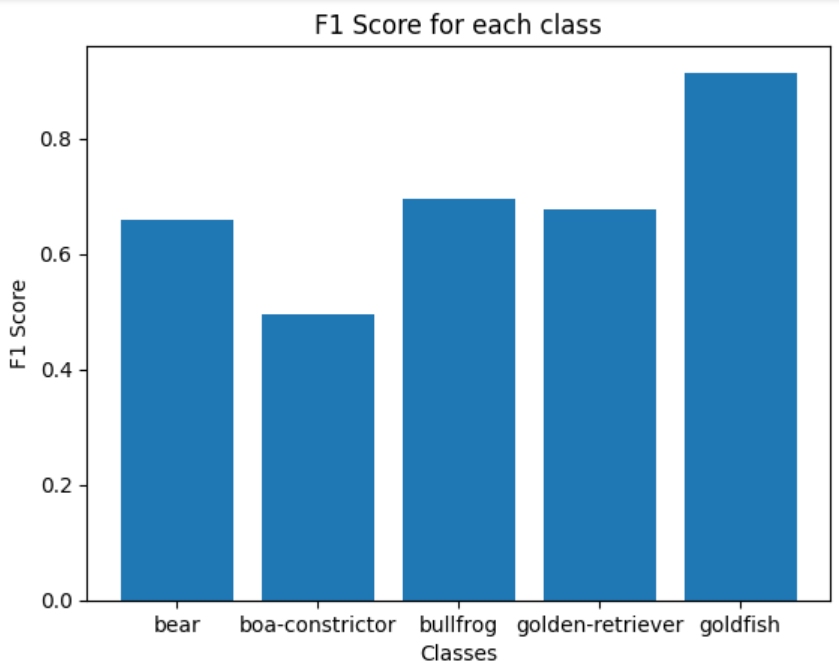 F1 Score for each class
F1 Score
0.8
0.6
0.4
0.2
0.0
bear boa-constrictor bullfrog golden-retriever goldfish
Classes